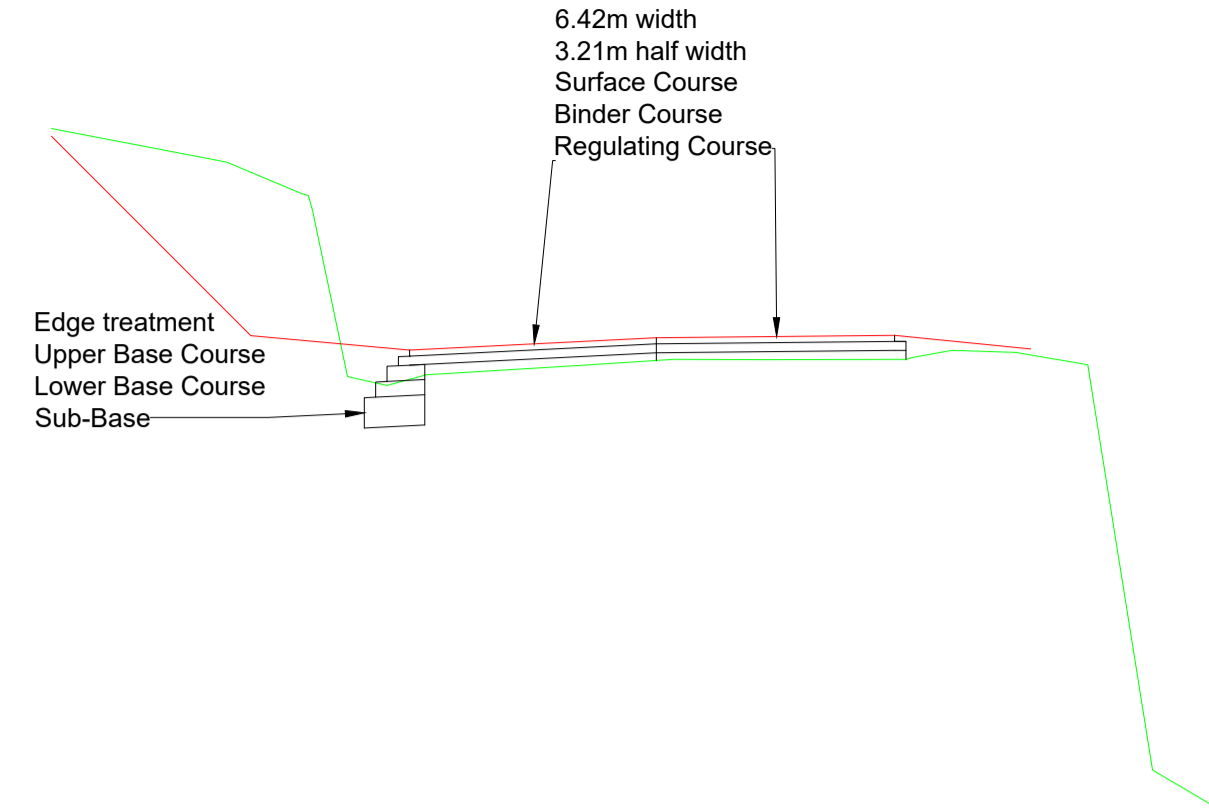 6.42m width
3.21m half width
Surface Course
Binder Course
Regulating Course
Edge treatment
Upper Base Course
Lower Base Course
Sub-Base